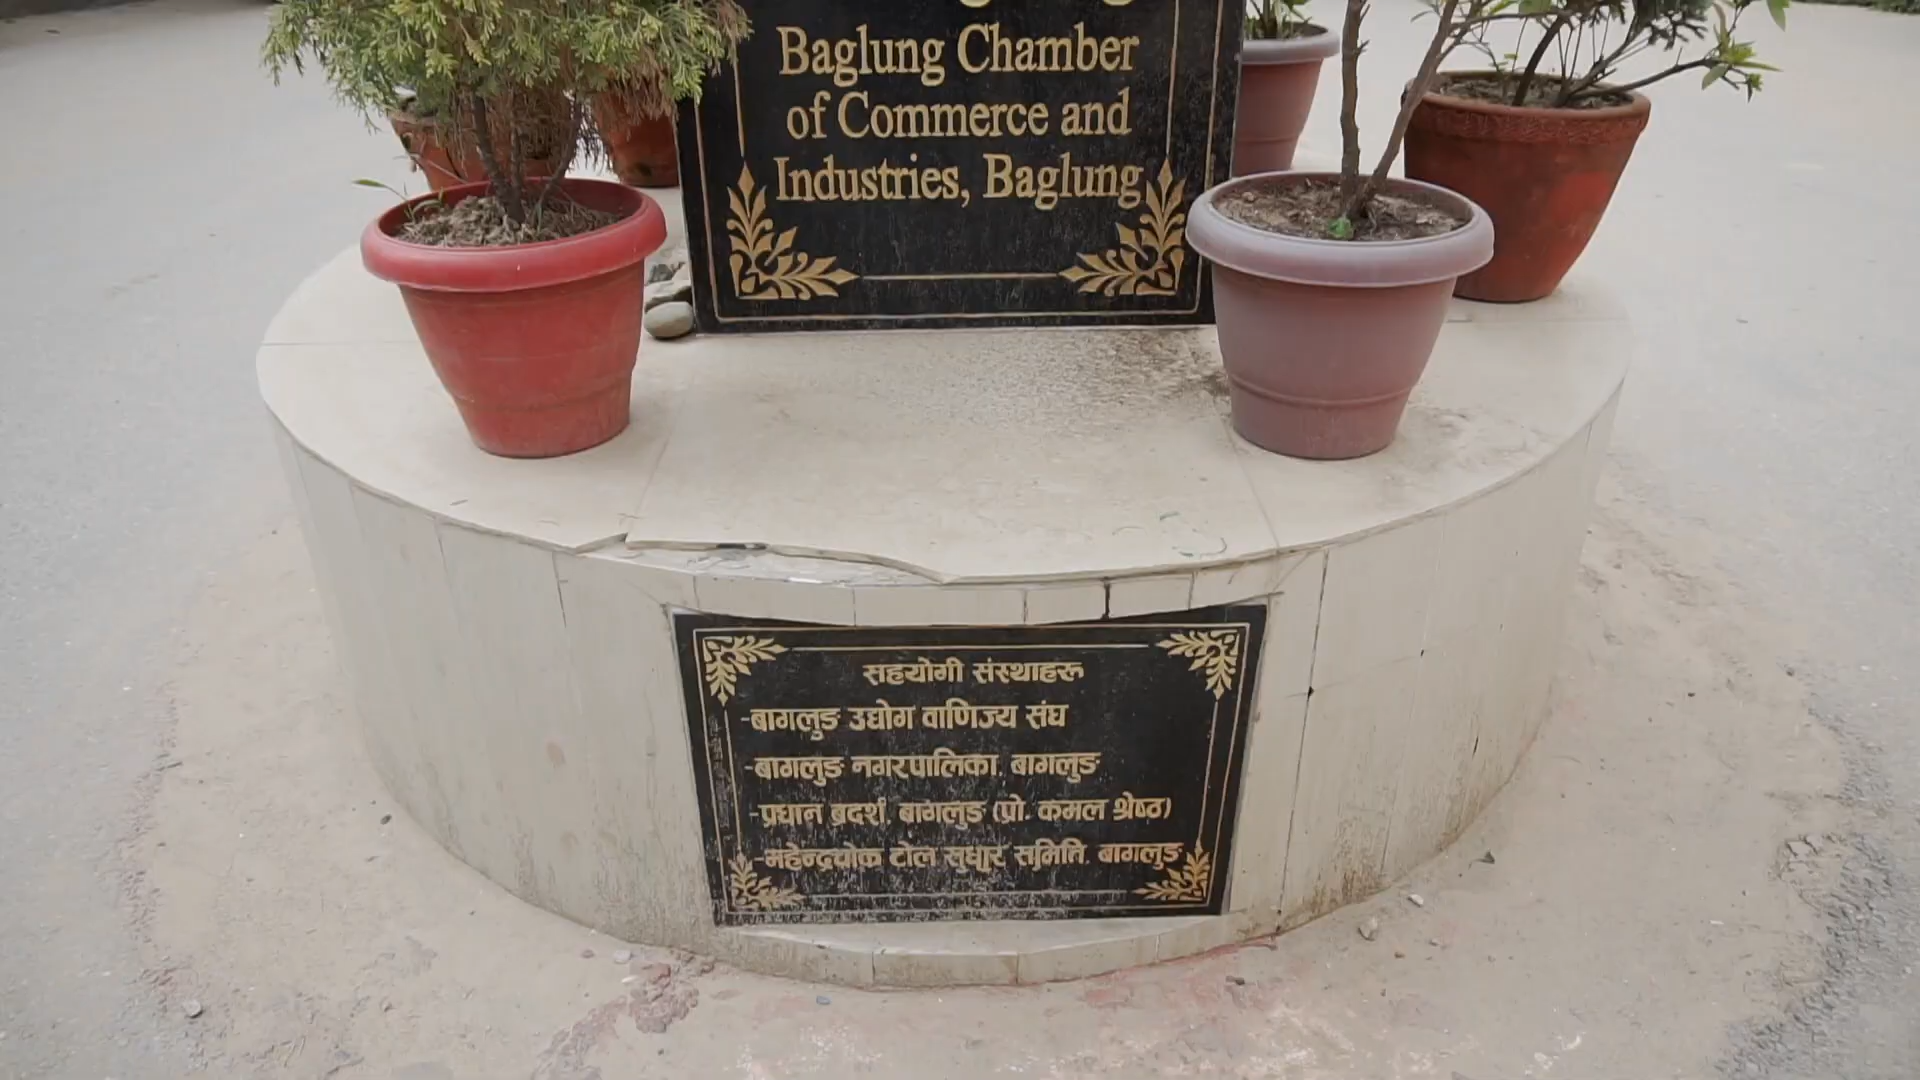 Baglung Chamber
of Commerce and
Industries, Baglung
सहयोगी संस्थाहरू
-बागलुङ उद्योग वाणिज्य संघ
-बागलुङ नगरपालिका, बागलुङ
-प्रधान ब्रदर्श, बागलुङ (प्रो. कमल श्रेष्ठ)
-महेन्द्रचोक टोल सुधार समिति, बागलुङ